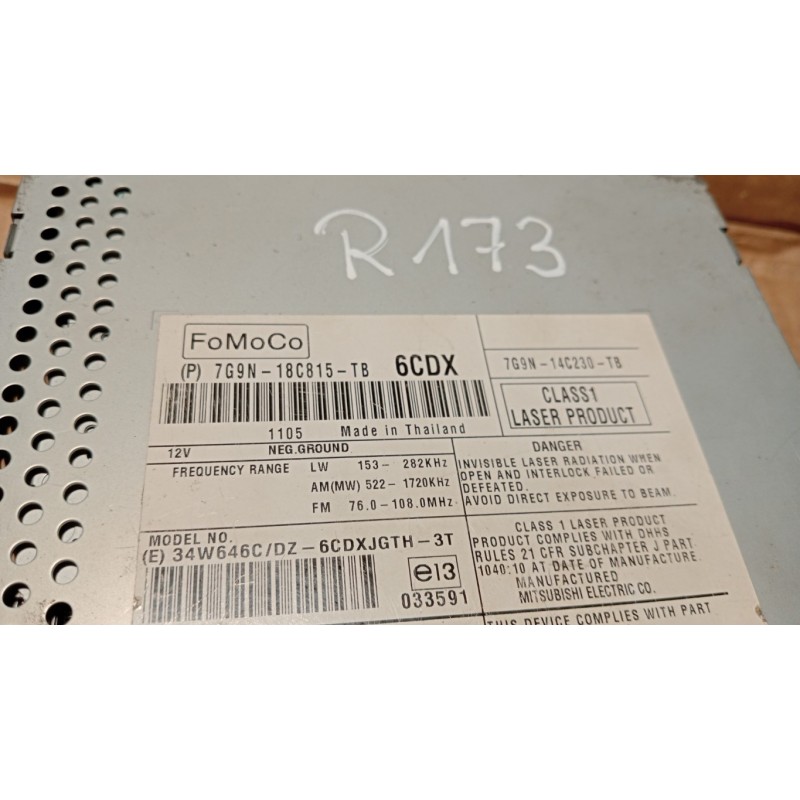 R173
FoMoCo
(P) 7G9N-18C815-TB 6CDX
7G9N-14C230-TB
CLASS1
LASER PRODUCT
1105 Made in Thailand
12V NEG.GROUND
FREQUENCY RANGE LW 153-282KHz
AM(MW) 522-1720KHz
FM 76.0-108.0MHz
DANGER
INVISIBLE LASER RADIATION WHEN
OPEN AND INTERLOCK FAILED OR
DEFEATED.
AVOID DIRECT EXPOSURE TO BEAM.
MODEL NO.
(E) 34W646C/DZ-6CDXJGTH-3T
e13
033591
CLASS 1 LASER PRODUCT
PRODUCT COMPLIES WITH DHHS
RULES 21 CFR SUBCHAPTER J PART
1040:10 AT DATE OF MANUFACTURE.
MANUFACTURED
MITSUBISHI ELECTRIC CO.
THIS DEVICE COMPLIES WITH PART